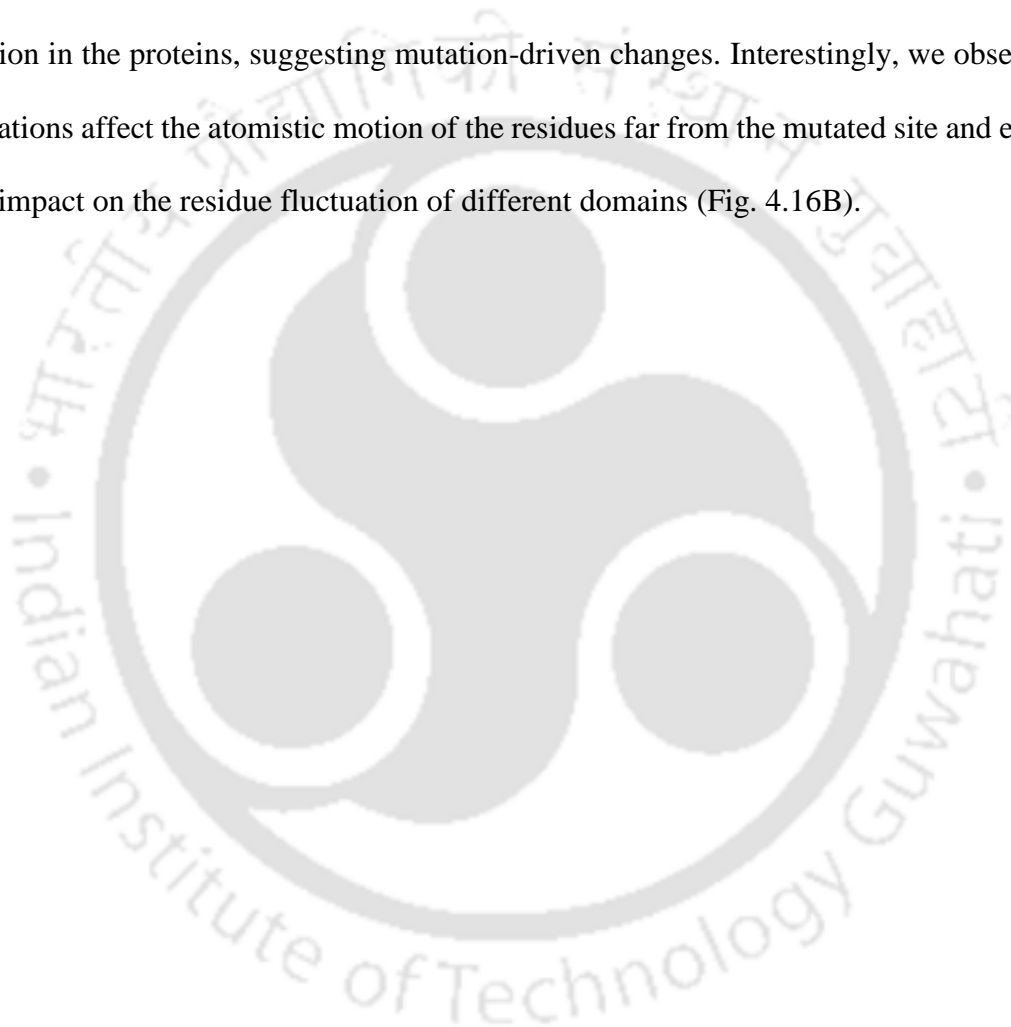 ion in the proteins, suggesting mutation-driven changes. Interestingly, we obse
ations affect the atomistic motion of the residues far from the mutated site and e
impact on the residue fluctuation of different domains (Fig. 4.16B).
Indian Institute of Technology Guwahati